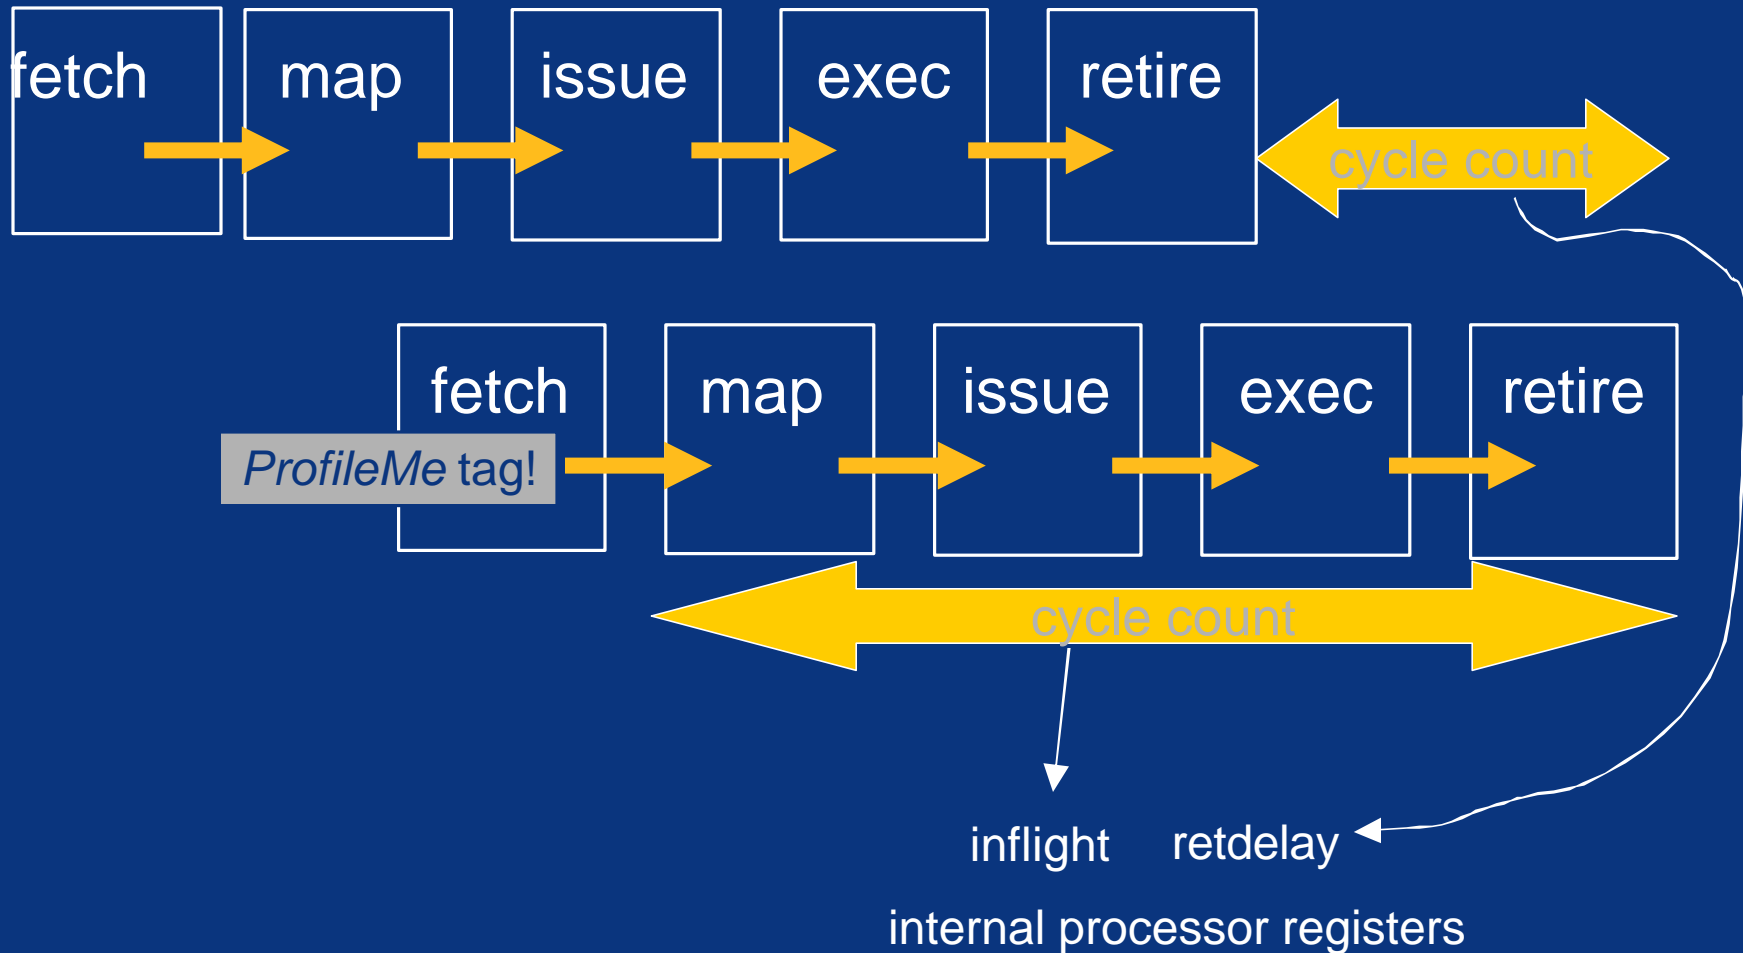 fetch map issue exec retire
cycle count
fetch map issue exec retire
ProfileMe tag!
cycle count
inflight retdelay
internal processor registers